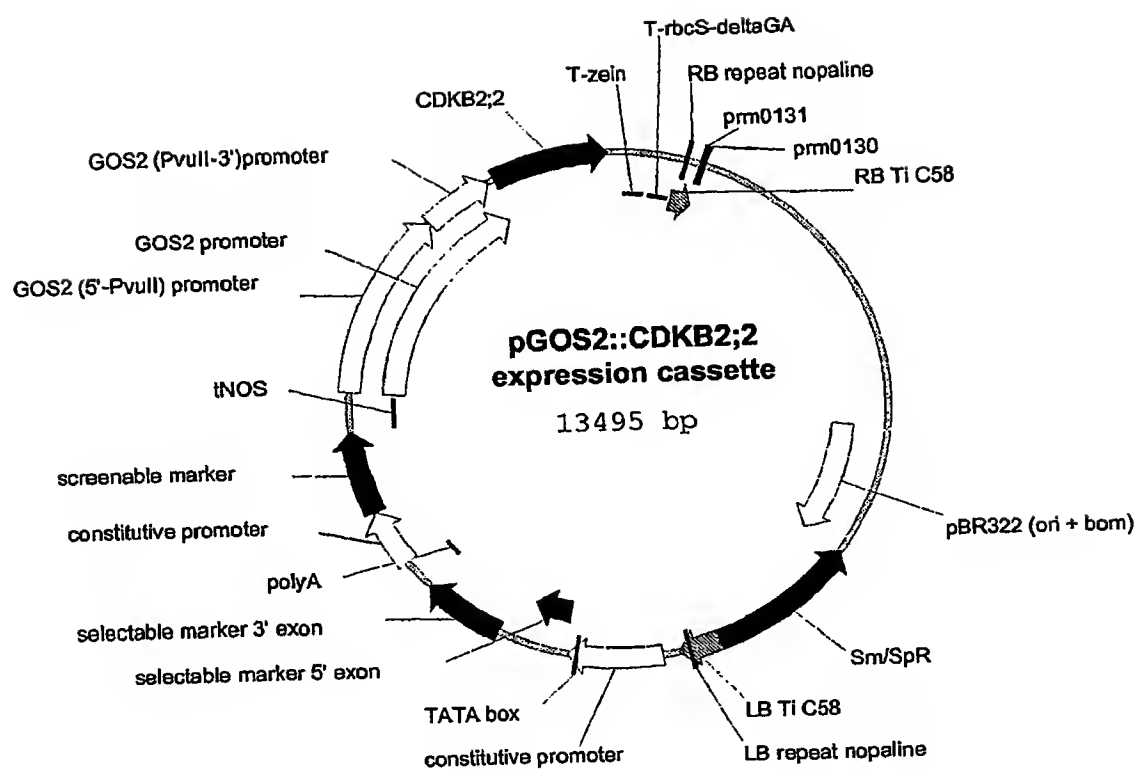 T-rbcS-deltaGA
T-zein
RB repeat nopaline
CDKB2;2
prm0131
prm0130
GOS2 (PvuII-3')promoter
RB Ti C58
GOS2 promoter
GOS2 (5'-PvuII) promoter
pGOS2::CDKB2;2
expression cassette
13495 bp
tNOS
screenable marker
constitutive promoter
pBR322 (ori + bom)
polyA
selectable marker 3' exon
selectable marker 5' exon
Sm/SpR
TATA box
LB Ti C58
constitutive promoter
LB repeat nopaline